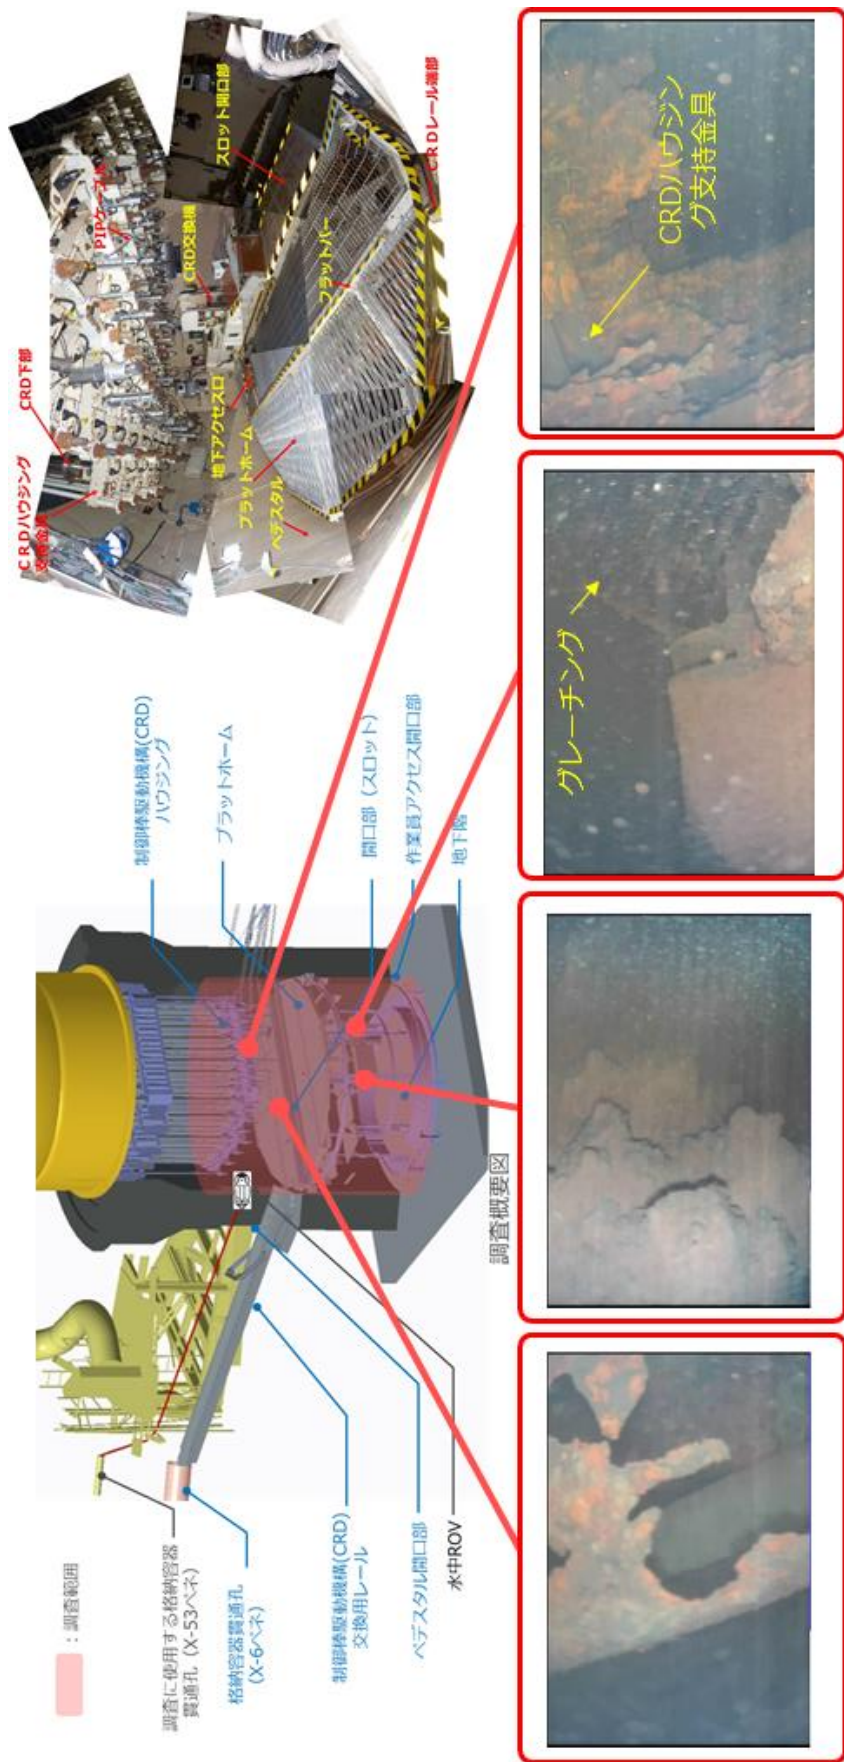 ：調査範囲
調査に使用する格納容器
貫通孔（X-53ペネ）
格納容器貫通孔
(X-6ペネ)
制御棒駆動機構(CRD)
交換用レール
ペデスタル開口部
水中ROV
調査概要図
制御棒駆動機構(CRD)
ハウジング
プラットホーム
開口部（スロット）
作業員アクセス開口部
地下階
CRDハウジング
支持金具
CRD下部
PIPケーブル
スロット開口部
CRD交換機
地下アクセス口
プラットホーム
ペデスタル
フラットバー
CRDレール端部
グレーチング
CRDハウジン
グ支持金具